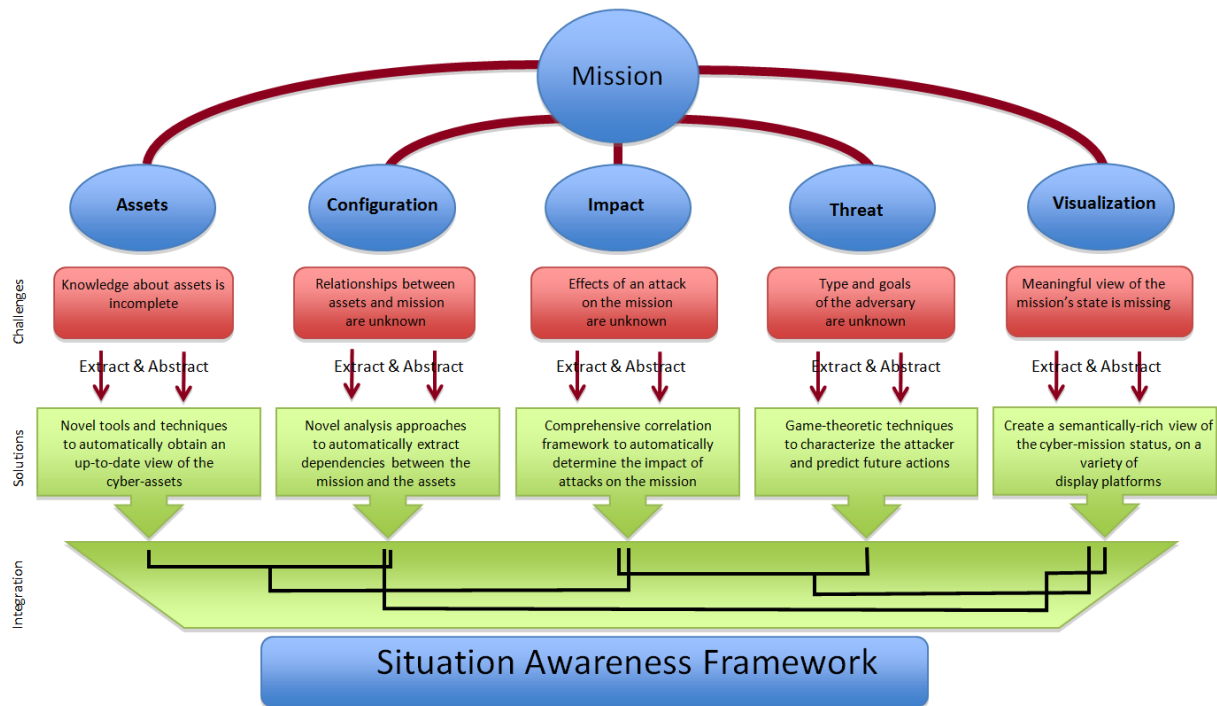 Mission
Assets
Configuration
Impact
Threat
Visualization
Challenges
Knowledge about assets is
incomplete
Relationships between
assets and mission
are unknown
Effects of an attack
on the mission
are unknown
Type and goals
of the adversary
are unknown
Meaningful view of the
mission's state is missing
Extract & Abstract
Extract & Abstract
Extract & Abstract
Extract & Abstract
Extract & Abstract
Solutions
Novel tools and techniques
to automatically obtain an
up-to-date view of the
cyber-assets
Novel analysis approaches
to automatically extract
dependencies between the
mission and the assets
Comprehensive correlation
framework to automatically
determine the impact of
attacks on the mission
Game-theoretic techniques
to characterize the attacker
and predict future actions
Create a semantically-rich view of
the cyber-mission status, on a
variety of
display platforms
Integration
Situation Awareness Framework